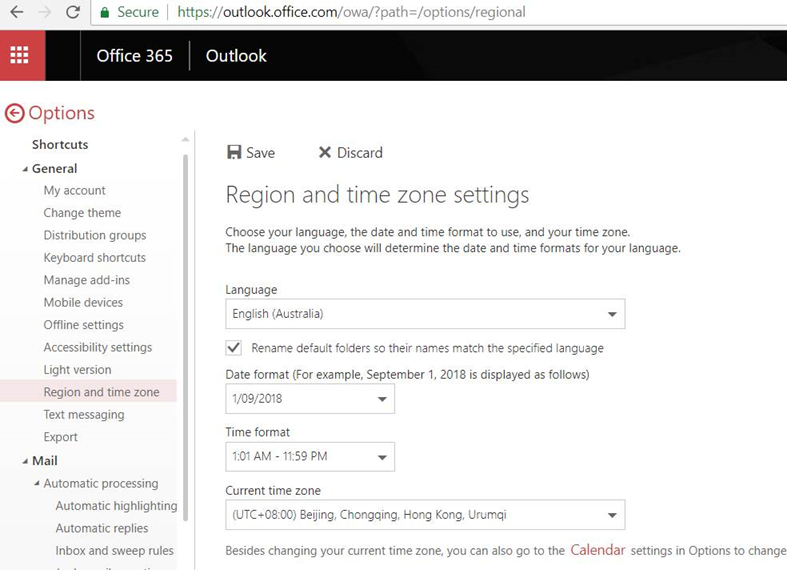 Secure https://outlook.office.com/owa/?path=/options/regional
Office 365 Outlook
Options
Shortcuts
General
My account
Change theme
Distribution groups
Keyboard shortcuts
Manage add-ins
Mobile devices
Offline settings
Accessibility settings
Light version
Region and time zone
Text messaging
Export
Mail
Automatic processing
Automatic highlighting
Automatic replies
Inbox and sweep rules
Save Discard
Region and time zone settings
Choose your language, the date and time format to use, and your time zone.
The language you choose will determine the date and time formats for your language.
Language
English (Australia)
Rename default folders so their names match the specified language
Date format (For example, September 1, 2018 is displayed as follows)
1/09/2018
Time format
1:01 AM - 11:59 PM
Current time zone
(UTC+08:00) Beijing, Chongqing, Hong Kong, Urumqi
Besides changing your current time zone, you can also go to the Calendar settings in Options to change